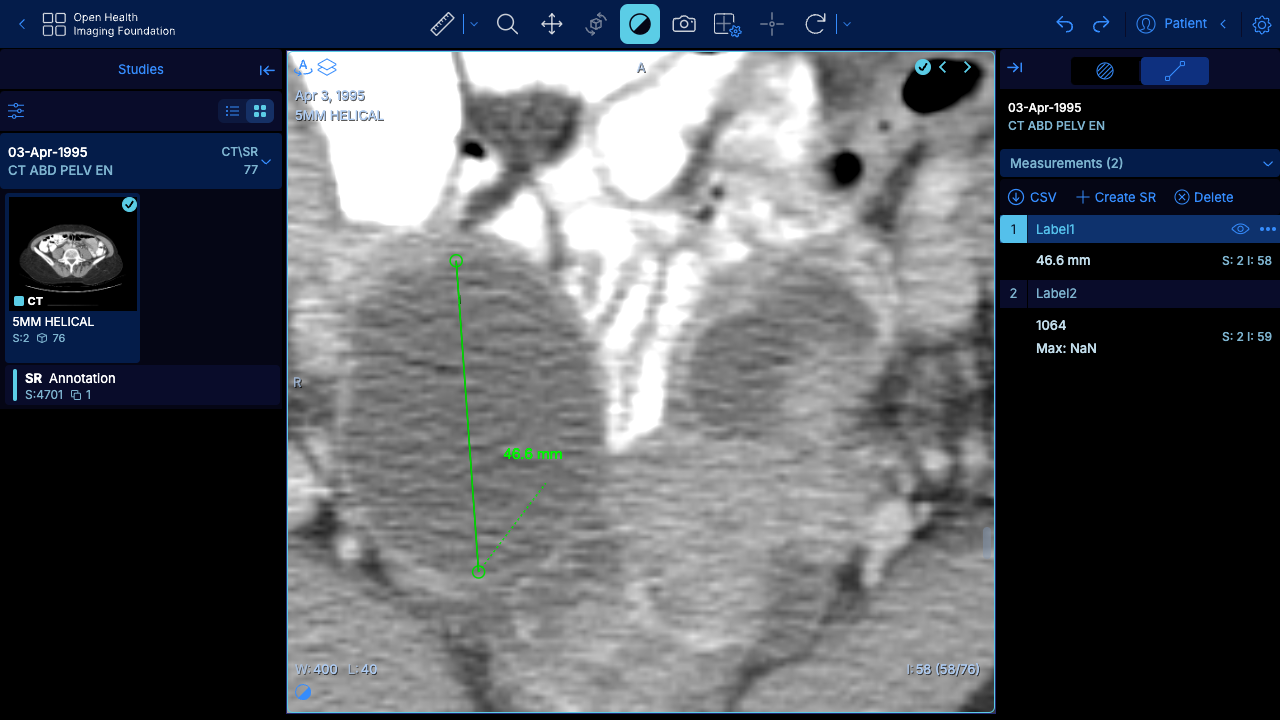 Open Health
Imaging Foundation
Patient
Studies
03-Apr-1995
CT\SR
CT ABD PELV EN
77
CT
5MM HELICAL
S:2 76
SR Annotation
S:4701 1
A
A
Apr 3, 1995
5MM HELICAL
R
46.6 mm
W: 400 L: 40
I: 58 (58/76)
03-Apr-1995
CT ABD PELV EN
Measurements (2)
CSV
Create SR
Delete
1 Label1
46.6 mm
S: 2 I: 58
2 Label2
1064
Max: NaN
S: 2 I: 59